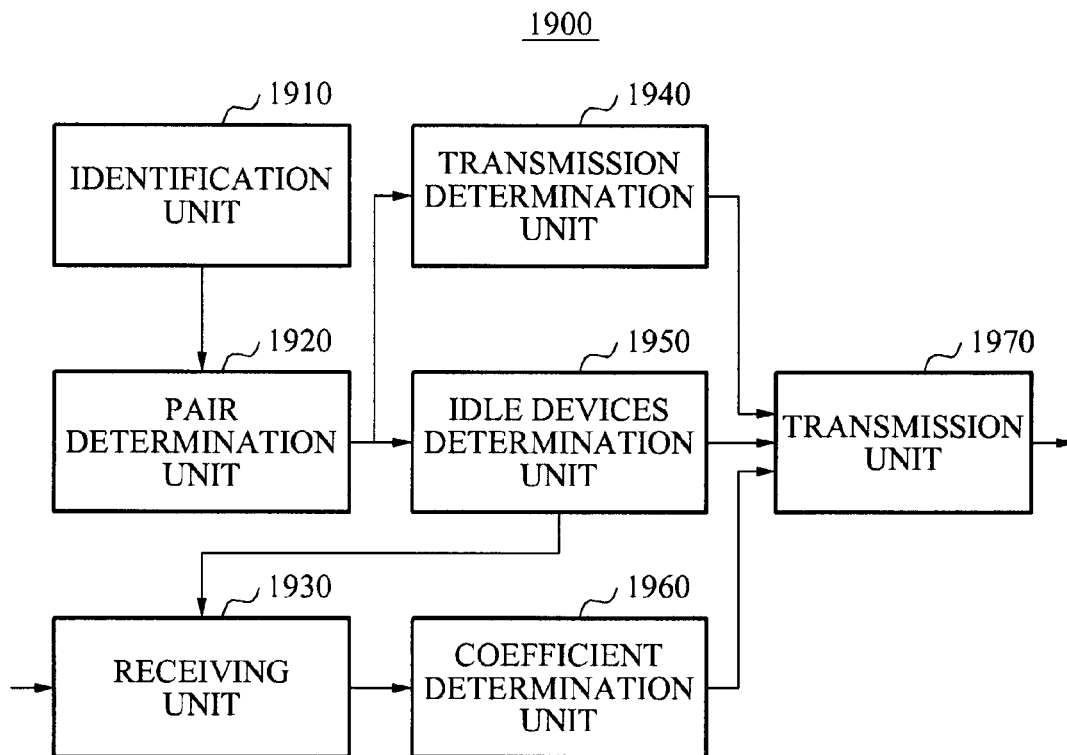 1900
1910
IDENTIFICATION
UNIT
1940
TRANSMISSION
DETERMINATION
UNIT
1920
PAIR
DETERMINATION
UNIT
1950
IDLE DEVICES
DETERMINATION
UNIT
1970
TRANSMISSION
UNIT
1930
RECEIVING
UNIT
1960
COEFFICIENT
DETERMINATION
UNIT